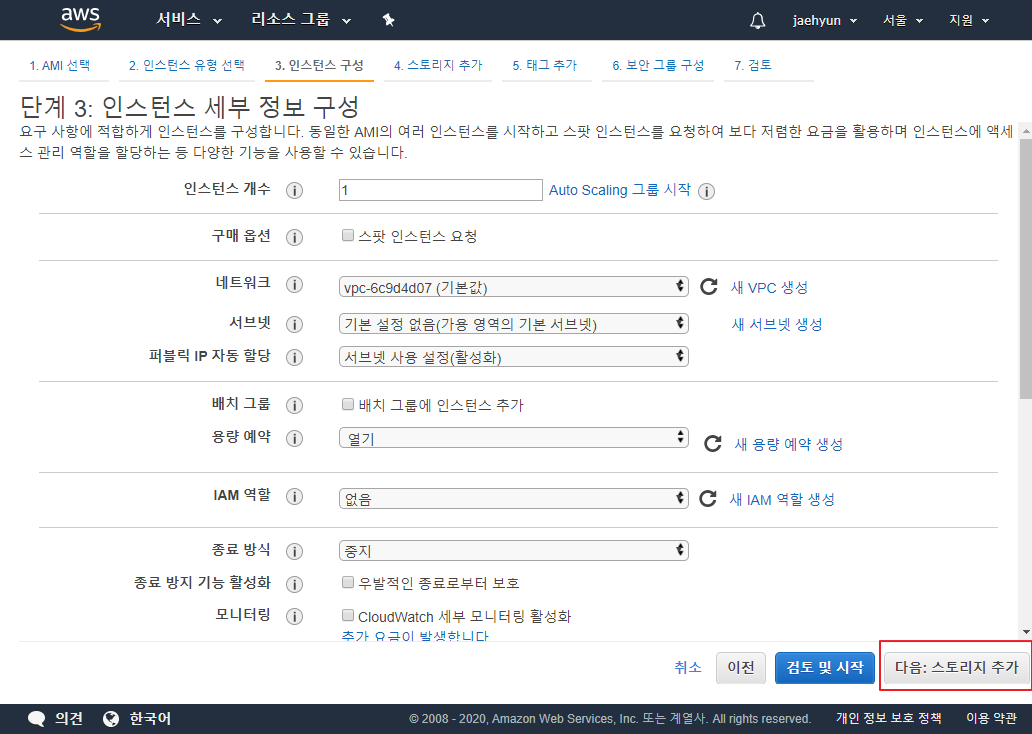 aws 서비스 리소스 그룹 jaehyun 서울 지원
1. AMI 선택 2. 인스턴스 유형 선택 3. 인스턴스 구성 4. 스토리지 추가 5. 태그 추가 6. 보안 그룹 구성 7. 검토
단계 3: 인스턴스 세부 정보 구성
요구 사항에 적합하게 인스턴스를 구성합니다. 동일한 AMI의 여러 인스턴스를 시작하고 스팟 인스턴스를 요청하여 보다 저렴한 요금을 활용하며 인스턴스에 액세
스 관리 역할을 할당하는 등 다양한 기능을 사용할 수 있습니다.
인스턴스 개수 1 Auto Scaling 그룹 시작
구매 옵션 스팟 인스턴스 요청
네트워크 vpc-6c9d4d07 (기본값) 새 VPC 생성
서브넷 기본 설정 없음(가용 영역의 기본 서브넷) 새 서브넷 생성
퍼블릭 IP 자동 할당 서브넷 사용 설정(활성화)
배치 그룹 배치 그룹에 인스턴스 추가
용량 예약 열기 새 용량 예약 생성
IAM 역할 없음 새 IAM 역할 생성
종료 방식 중지
종료 방지 기능 활성화 우발적인 종료로부터 보호
모니터링 CloudWatch 세부 모니터링 활성화
추가 요금이 발생합니다
취소 이전 검토 및 시작 다음: 스토리지 추가
의견 한국어 © 2008 - 2020, Amazon Web Services, Inc. 또는 계열사. All rights reserved. 개인 정보 보호 정책 이용 약관